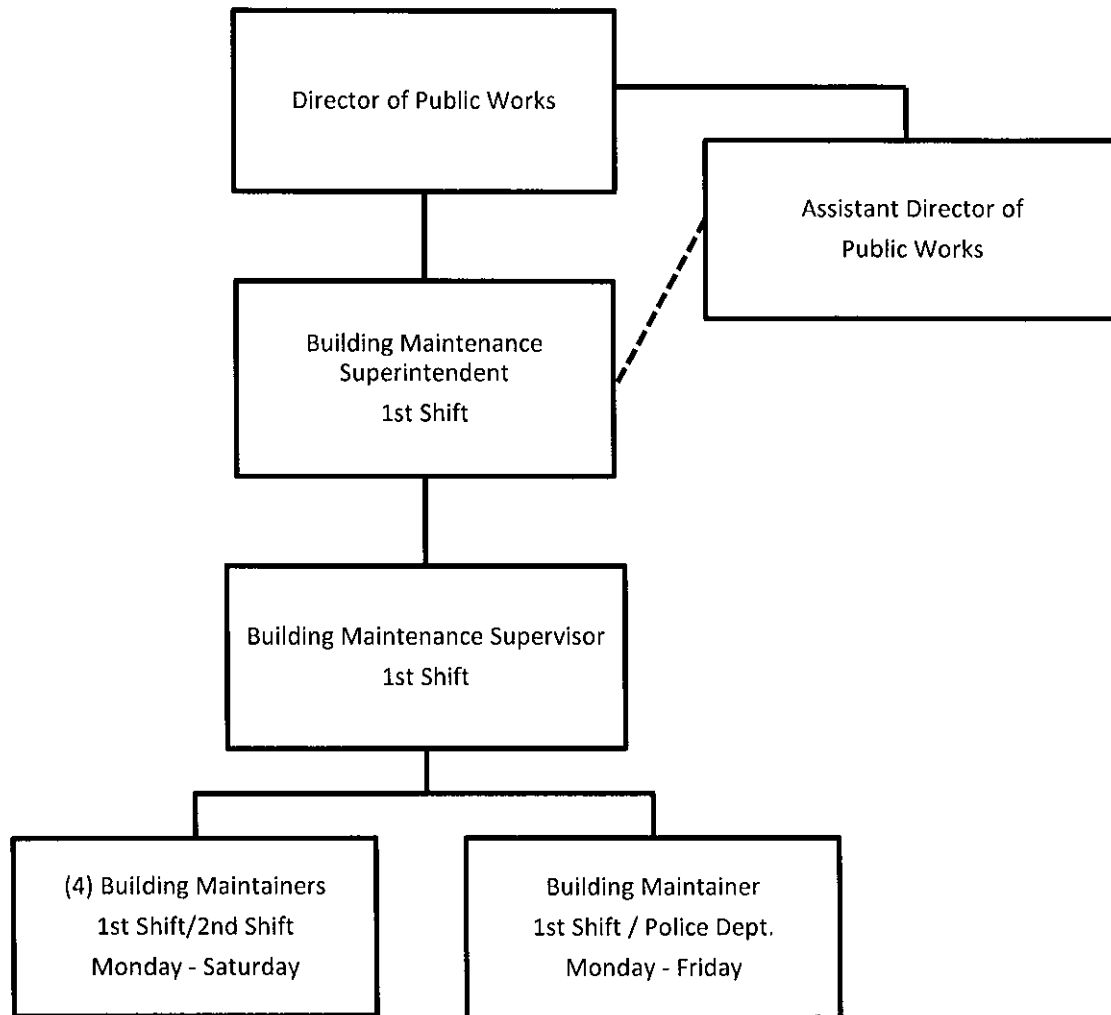 Director of Public Works
Assistant Director of
Public Works
Building Maintenance
Superintendent
1st Shift
Building Maintenance Supervisor
1st Shift
(4) Building Maintainers
1st Shift/2nd Shift
Monday - Saturday
Building Maintainer
1st Shift / Police Dept.
Monday - Friday